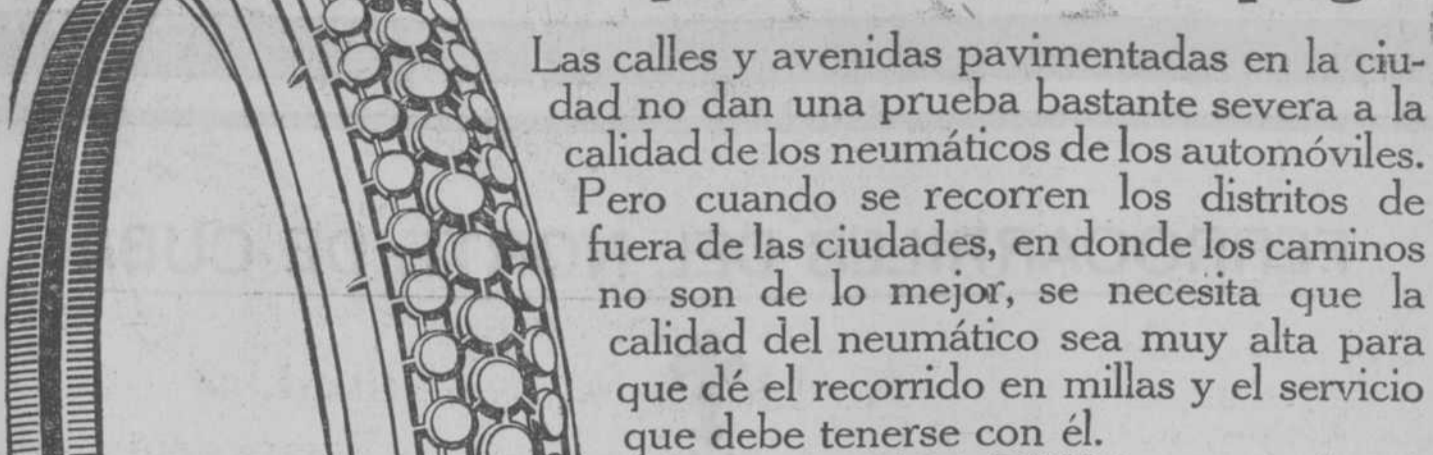 Las calles y avenidas pavimentadas en la ciu-
dad no dan una prueba bastante severa a la
calidad de los neumáticos de los automóviles.
Pero cuando se recorren los distritos de
fuera de las ciudades, en donde los caminos
no son de lo mejor, se necesita que la
calidad del neumático sea muy alta para
que dé el recorrido en millas y el servicio
que debe tenerse con él.